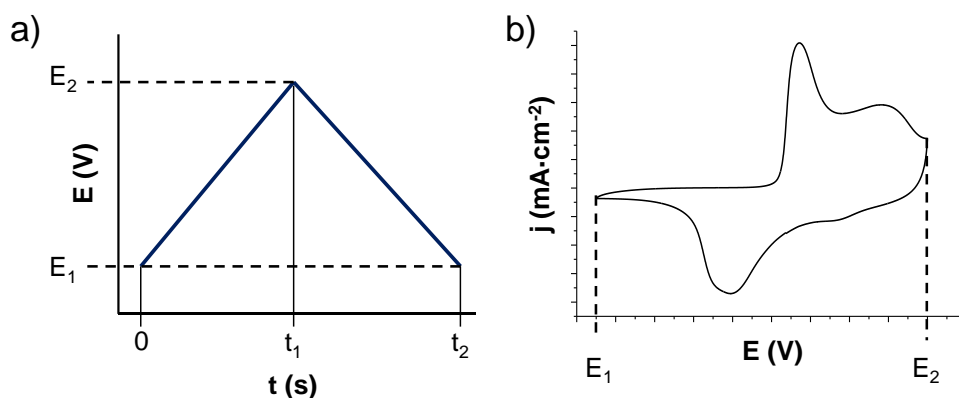 a)
E₂
E (V)
E₁
0
t₁
t₂
t (s)
b)
j (mA·cm⁻²)
E (V)
E₁
E₂